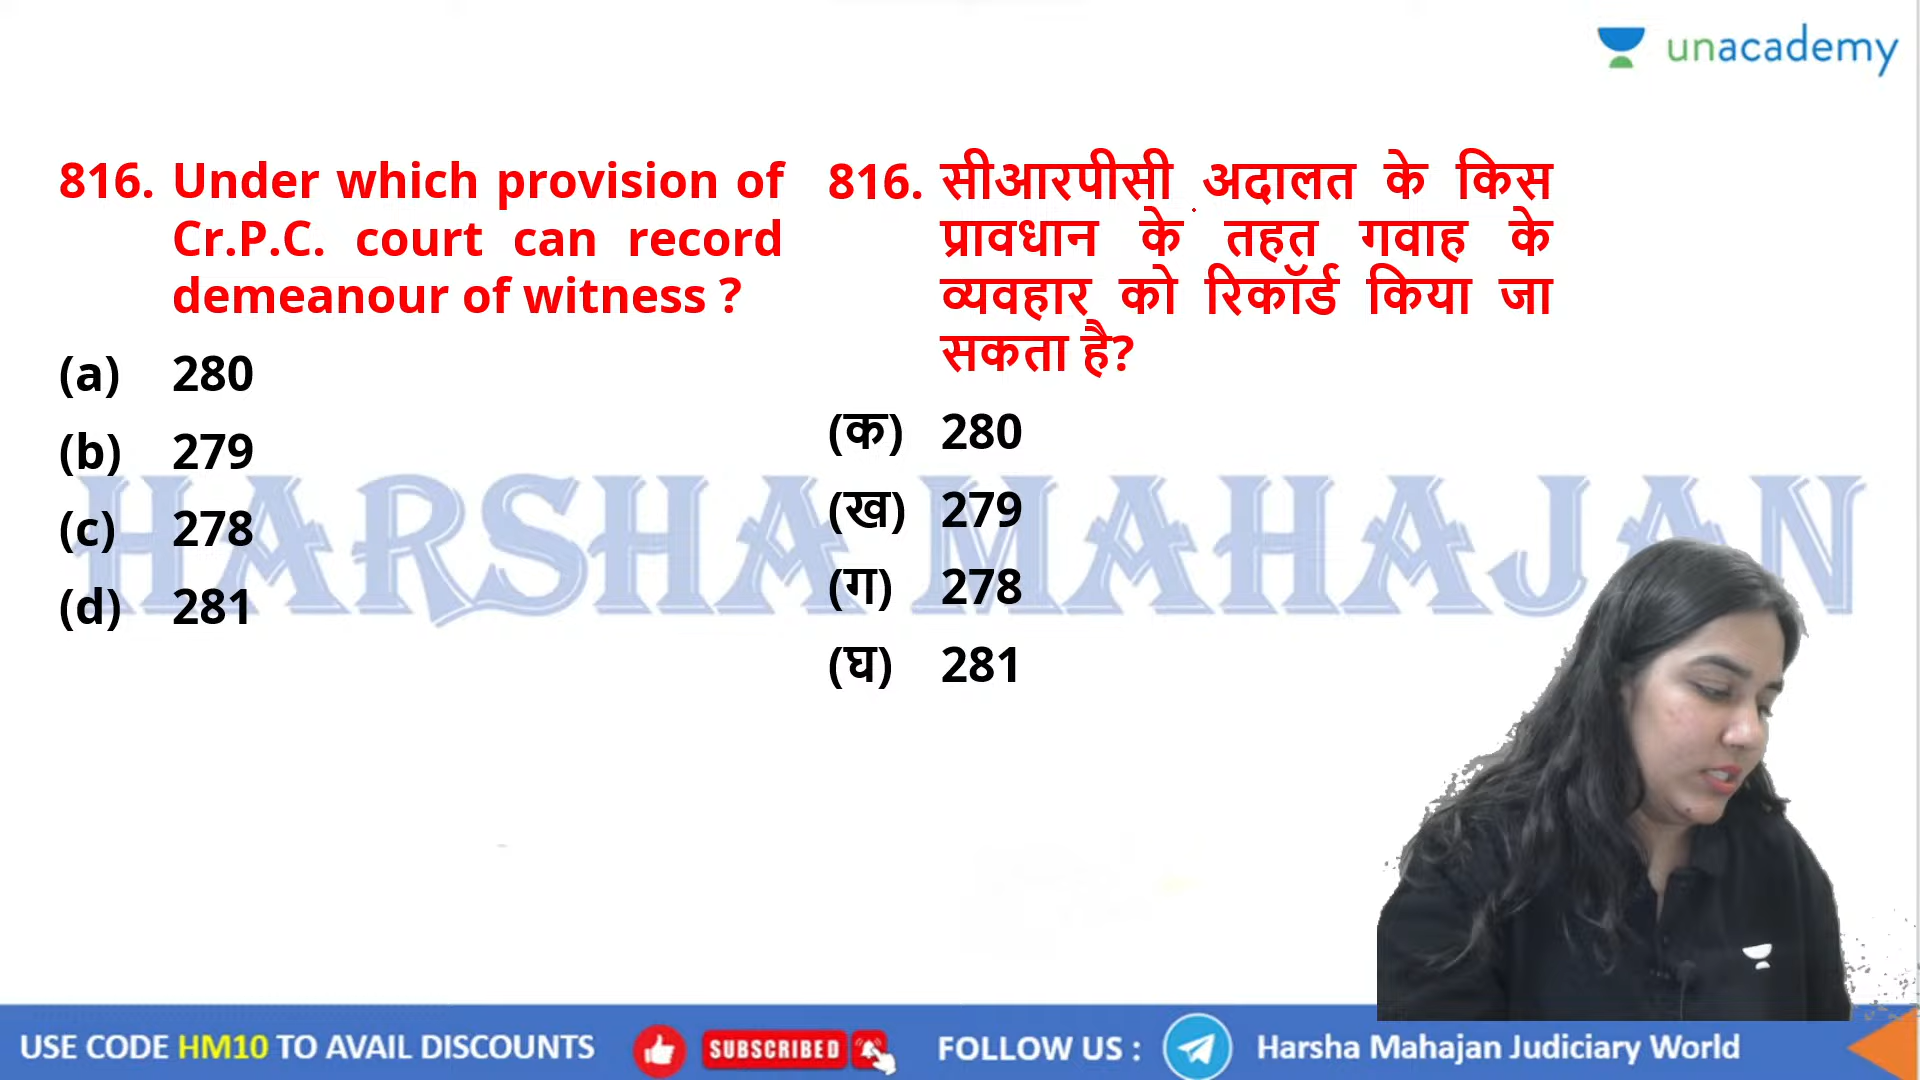 unacademy
816. Under which provision of
Cr.P.C. court can record
demeanour of witness ?
(a) 280
(b) 279
(c) 278
(d) 281
816. सीआरपीसी अदालत के किस
प्रावधान के तहत गवाह के
व्यवहार को रिकॉर्ड किया जा
सकता है?
(क) 280
(ख) 279
(ग) 278
(घ) 281
HARSHA MAHAJAN
USE CODE HM10 TO AVAIL DISCOUNTS
SUBSCRIBED
FOLLOW US :
Harsha Mahajan Judiciary World